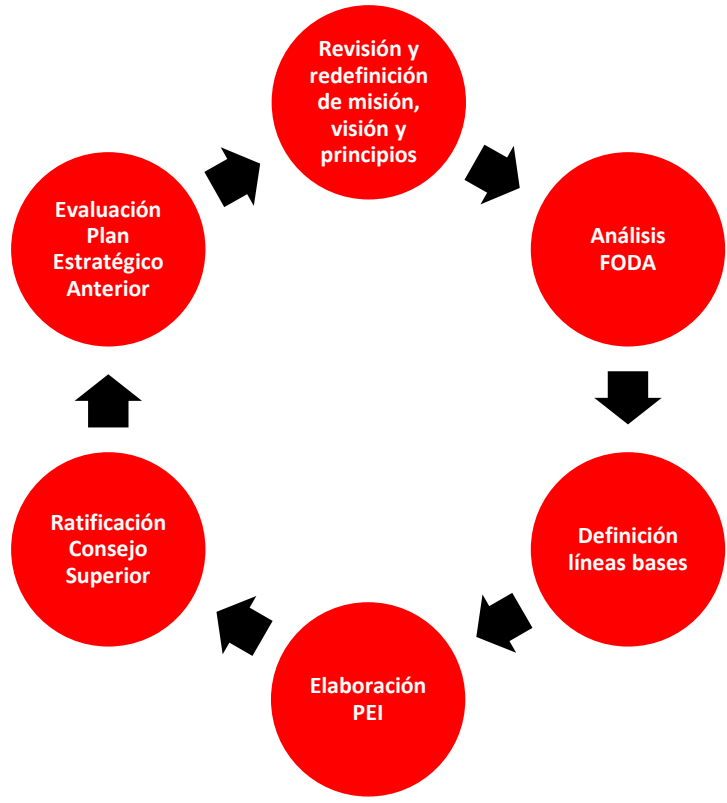 Revisión y
redefinición
de misión,
visión y
principios
Análisis
FODA
Definición
líneas bases
Elaboración
PEI
Ratificación
Consejo
Superior
Evaluación
Plan
Estratégico
Anterior